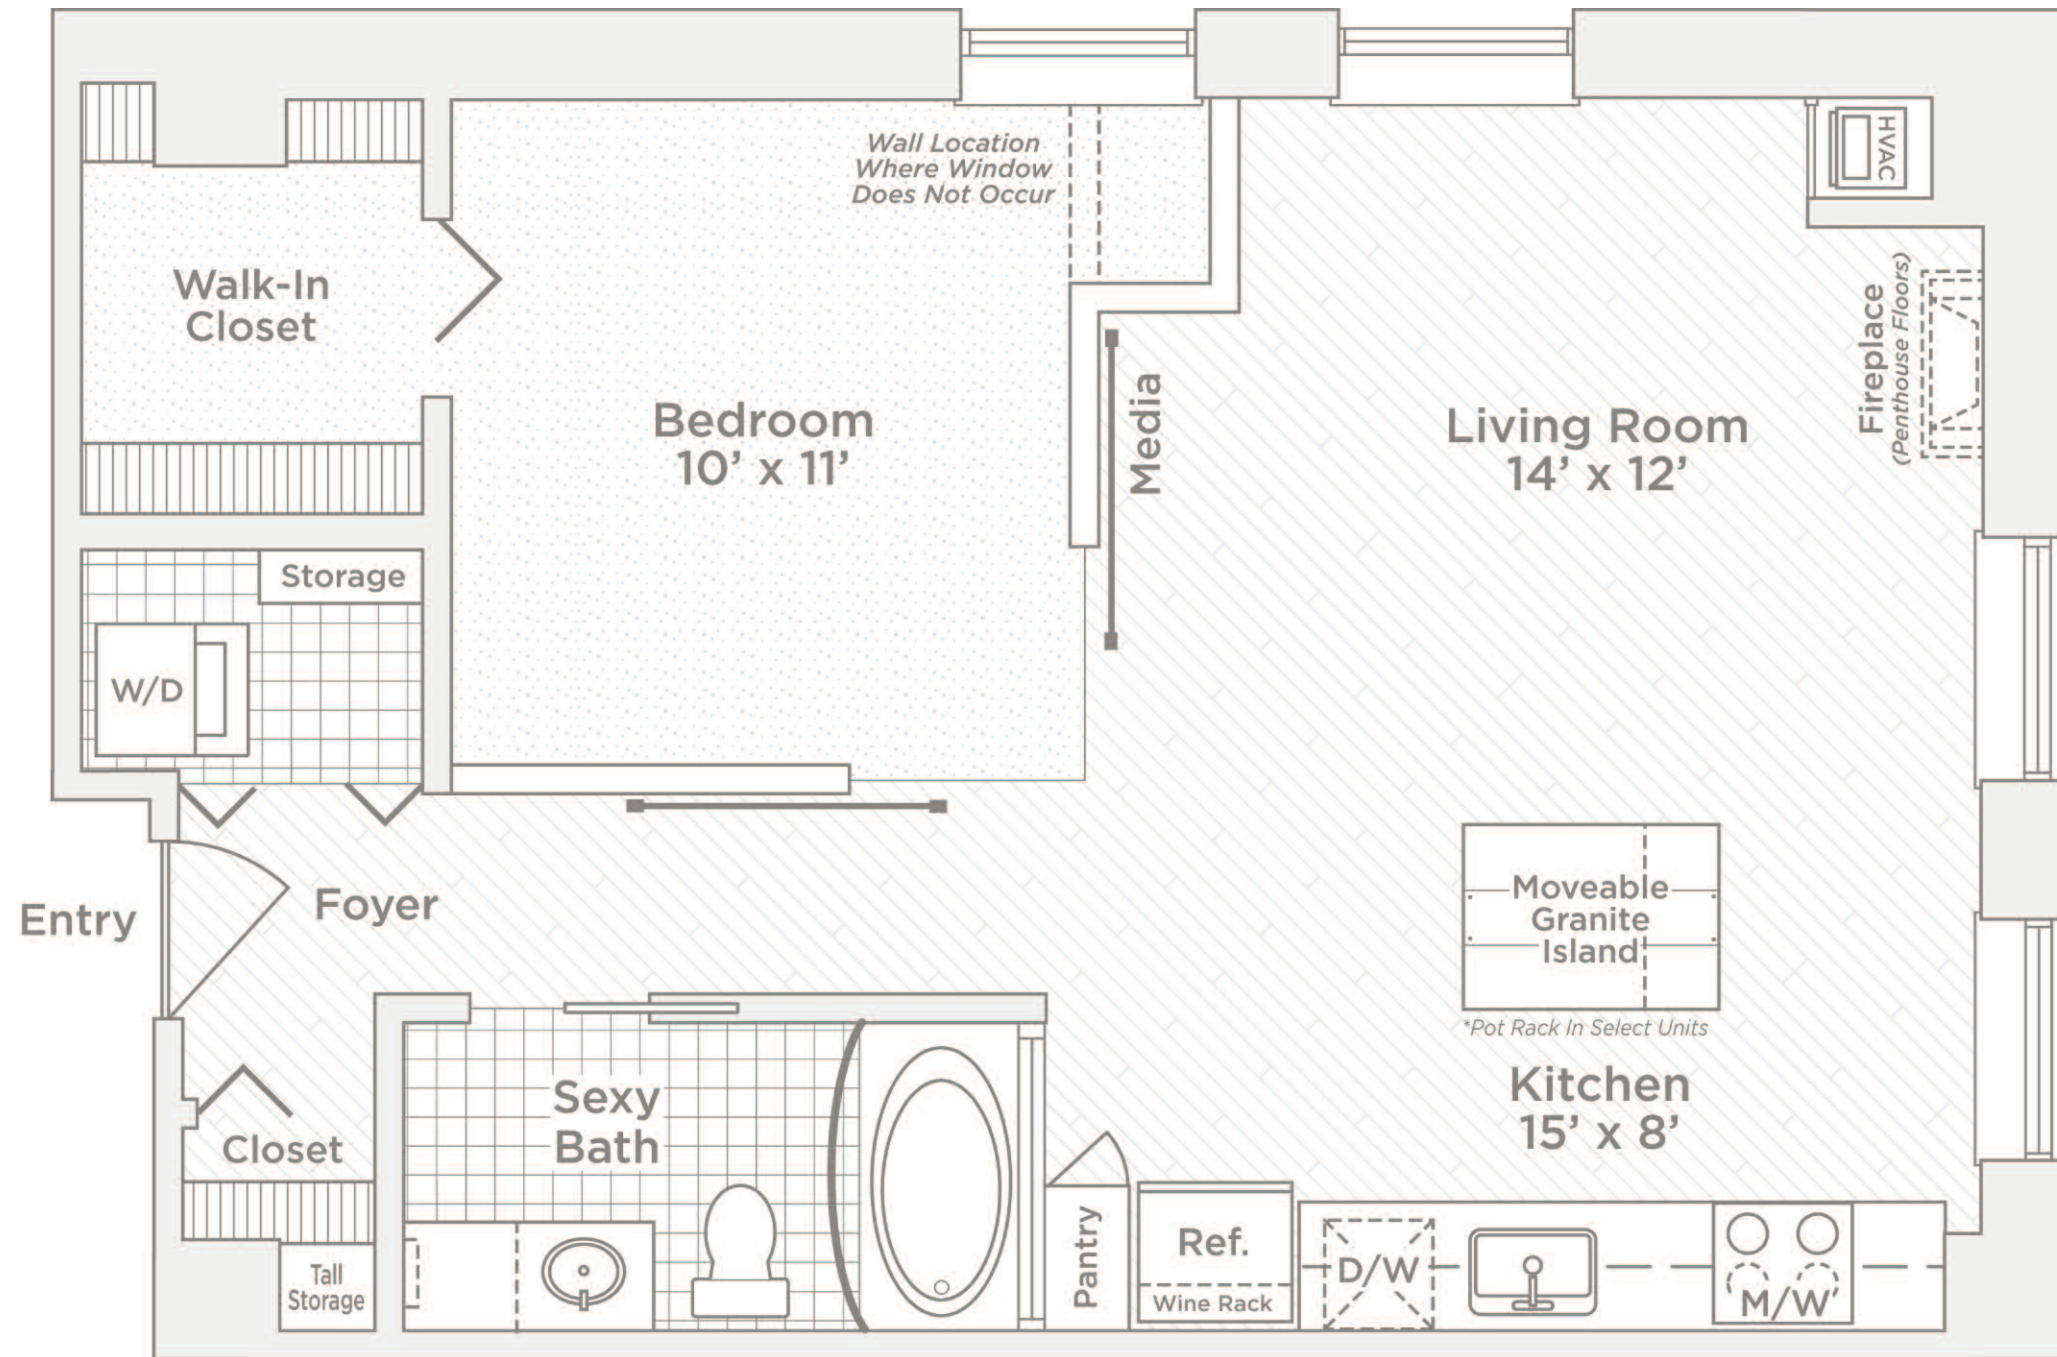 Wall Location
Where Window
Does Not Occur
HVAC
Walk-In
Closet
Bedroom
10’ x 11’
Media
Living Room
14’ x 12’
Fireplace
(Penthouse Floors)
Storage
W/D
Entry
Foyer
Moveable
Granite
Island
*Pot Rack In Select Units
Kitchen
15’ x 8’
Sexy
Bath
Closet
Tall
Storage
Pantry
Ref.
Wine Rack
D/W
M/W